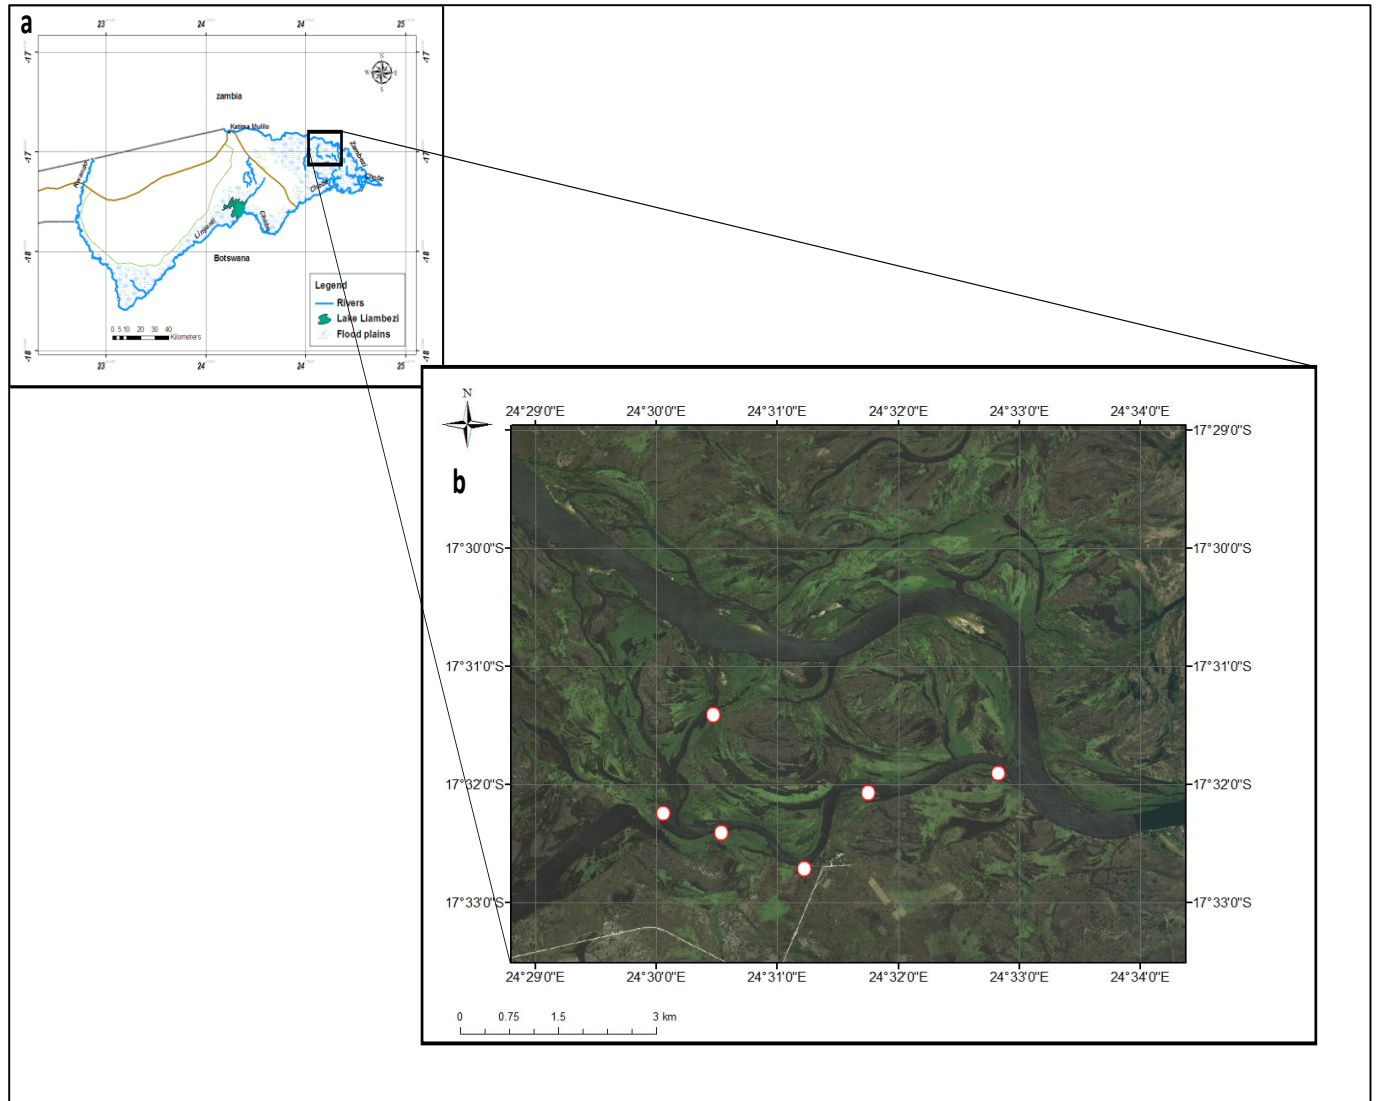 a
23 24 24 25
-17 -17
N
W E
S
zambia
Katima Mulilo
Zambezi
-17 -17
Kwando
Chobe
Chobe
Chobe
Linyanti
-18 -18
Botswana
Legend
Rivers
Lake Liambezi
Flood plains
0 5 10 20 30 40
Kilometers
-18 -18
23 24 24 25
N
b
24°29'0"E 24°30'0"E 24°31'0"E 24°32'0"E 24°33'0"E 24°34'0"E
17°29'0"S
17°30'0"S 17°30'0"S
17°31'0"S 17°31'0"S
17°32'0"S 17°32'0"S
17°33'0"S 17°33'0"S
24°29'0"E 24°30'0"E 24°31'0"E 24°32'0"E 24°33'0"E 24°34'0"E
0 0.75 1.5 3 km